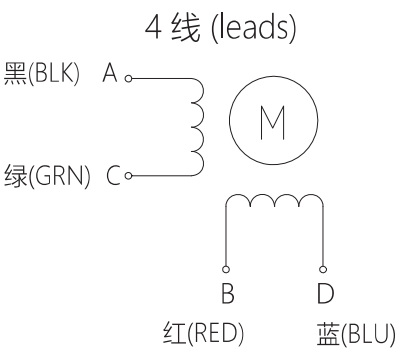 4 线 (leads)
黑(BLK) A
M
绿(GRN) C
B D
红(RED) 蓝(BLU)